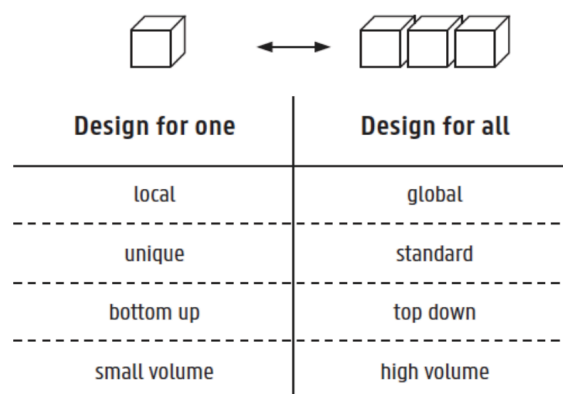 Design for one Design for all
local global
unique standard
bottom up top down
small volume high volume